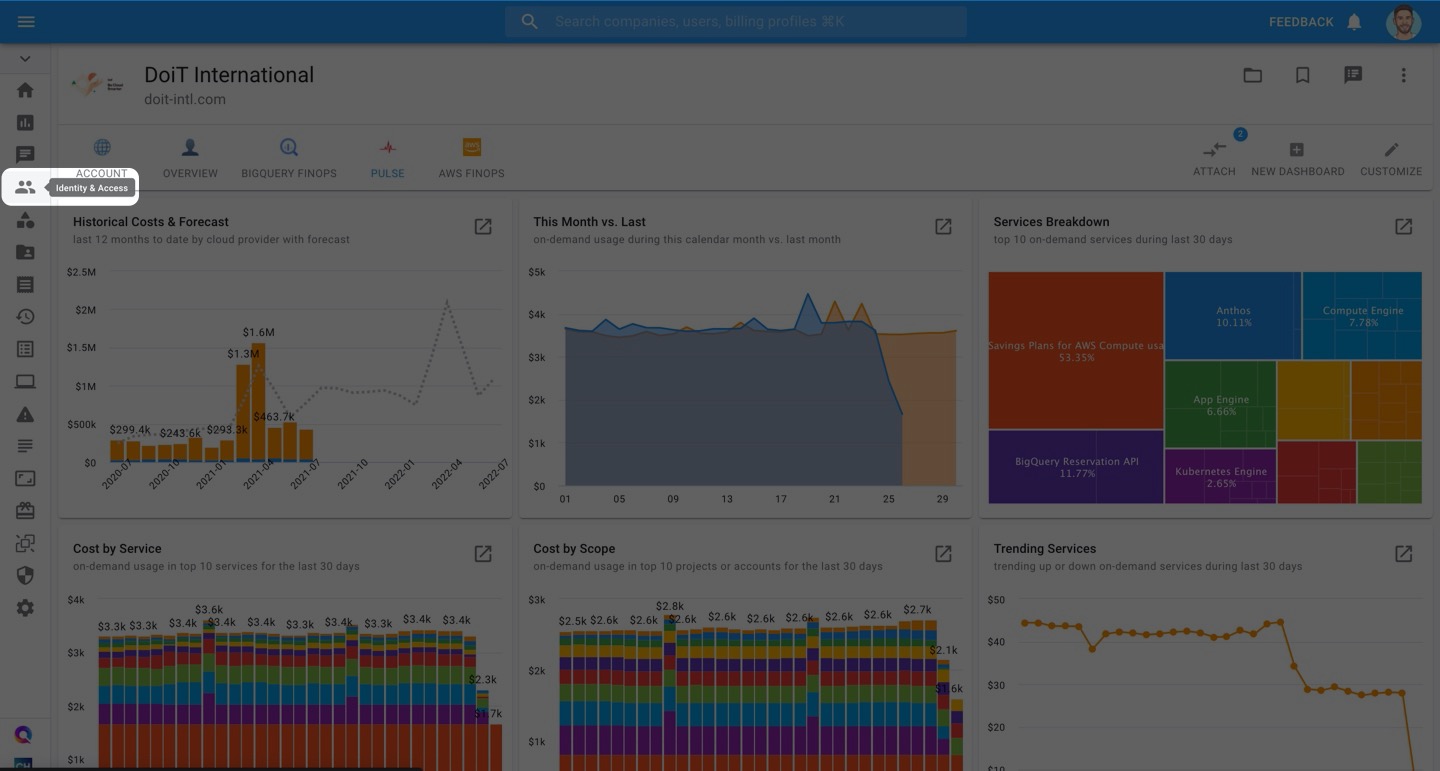 Search companies, users, billing profiles ⌘K
FEEDBACK
DoiT International
doit-intl.com
ACCOUNT
OVERVIEW
BIGQUERY FINOPS
PULSE
AWS FINOPS
2
ATTACH
NEW DASHBOARD
CUSTOMIZE
Identity & Access
Historical Costs & Forecast
last 12 months to date by cloud provider with forecast
$2.5M
$2M
$1.5M
$1M
$500k
$0
$1.6M
$1.3M
$463.7k
$299.4k
$243.6k
$293.3k
2020-07
2020-10
2021-01
2021-04
2021-07
2021-10
2022-01
2022-04
2022-07
This Month vs. Last
on-demand usage during this calendar month vs. last month
$5k
$4k
$3k
$2k
$1k
$0
01
05
09
13
17
21
25
29
Services Breakdown
top 10 on-demand services during last 30 days
Savings Plans for AWS Compute usa
53.35%
Anthos
10.11%
Compute Engine
7.78%
App Engine
6.66%
BigQuery Reservation API
11.77%
Kubernetes Engine
2.65%
Cost by Service
on-demand usage in top 10 services for the last 30 days
$4k
$3k
$2k
$1k
$3.3k
$3.3k
$3.4k
$3.6k
$3.4k
$3.4k
$3.3k
$3.4k
$3.3k
$3.4k
$3.4k
$2.3k
$1.7k
Cost by Scope
on-demand usage in top 10 projects or accounts for the last 30 days
$3k
$2k
$1k
$2.5k
$2.6k
$2.6k
$2.8k
$2.6k
$2.6k
$2.6k
$2.6k
$2.6k
$2.6k
$2.7k
$2.1k
$1.6k
Trending Services
trending up or down on-demand services during last 30 days
$50
$40
$30
$20
$10